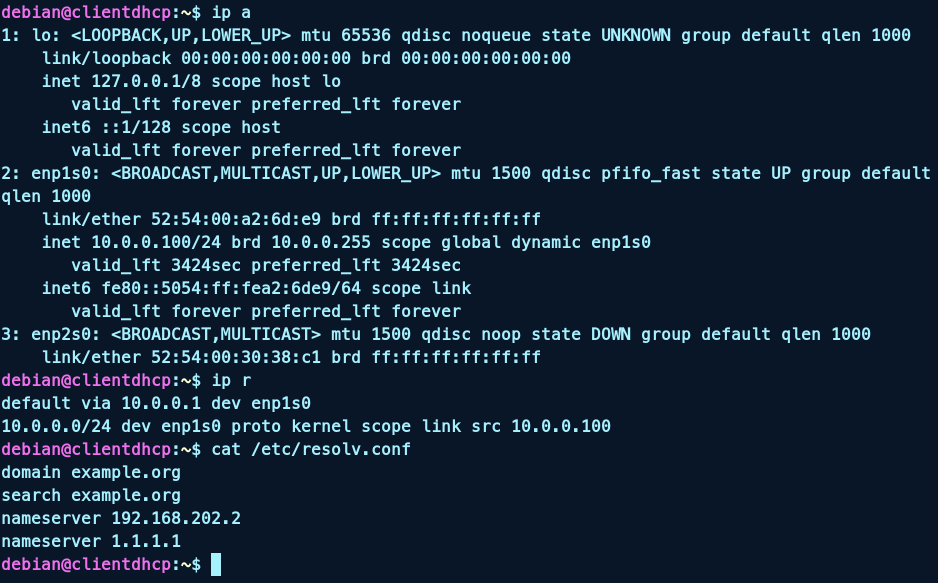 debian@clientdhcp:~$ ip a
1: lo: <LOOPBACK,UP,LOWER_UP> mtu 65536 qdisc noqueue state UNKNOWN group default qlen 1000
    link/loopback 00:00:00:00:00:00 brd 00:00:00:00:00:00
    inet 127.0.0.1/8 scope host lo
       valid_lft forever preferred_lft forever
    inet6 ::1/128 scope host
       valid_lft forever preferred_lft forever
2: enp1s0: <BROADCAST,MULTICAST,UP,LOWER_UP> mtu 1500 qdisc pfifo_fast state UP group default
qlen 1000
    link/ether 52:54:00:a2:6d:e9 brd ff:ff:ff:ff:ff:ff
    inet 10.0.0.100/24 brd 10.0.0.255 scope global dynamic enp1s0
       valid_lft 3424sec preferred_lft 3424sec
    inet6 fe80::5054:ff:fea2:6de9/64 scope link
       valid_lft forever preferred_lft forever
3: enp2s0: <BROADCAST,MULTICAST> mtu 1500 qdisc noop state DOWN group default qlen 1000
    link/ether 52:54:00:30:38:c1 brd ff:ff:ff:ff:ff:ff
debian@clientdhcp:~$ ip r
default via 10.0.0.1 dev enp1s0
10.0.0.0/24 dev enp1s0 proto kernel scope link src 10.0.0.100
debian@clientdhcp:~$ cat /etc/resolv.conf
domain example.org
search example.org
nameserver 192.168.202.2
nameserver 1.1.1.1
debian@clientdhcp:~$